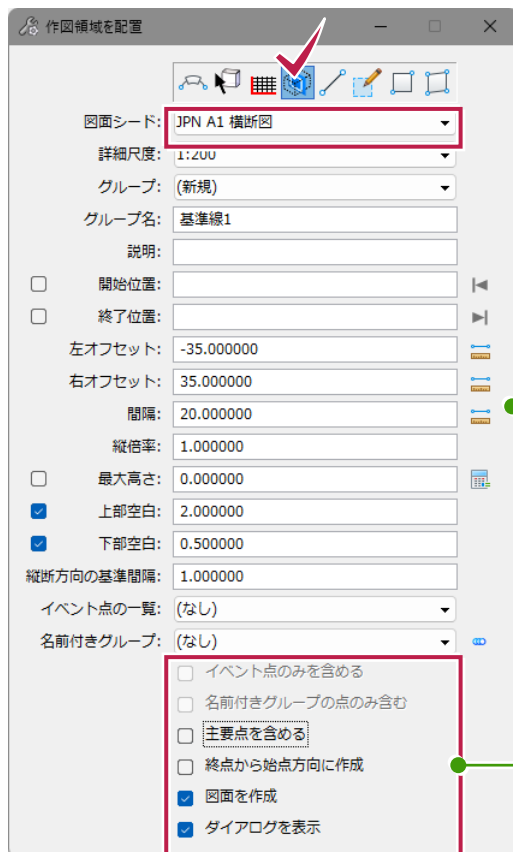 作図領域を配置
図面シード: JPN A1 横断図
詳細尺度: 1:200
グループ: (新規)
グループ名: 基準線1
説明:
開始位置:
終了位置:
左オフセット: -35.000000
右オフセット: 35.000000
間隔: 20.000000
縦倍率: 1.000000
最大高さ: 0.000000
上部空白: 2.000000
下部空白: 0.500000
縦断方向の基準間隔: 1.000000
イベント点の一覧: (なし)
名前付きグループ: (なし)
イベント点のみを含める
名前付きグループの点のみ含む
主要点を含める
終点から始点方向に作成
図面を作成
ダイアログを表示